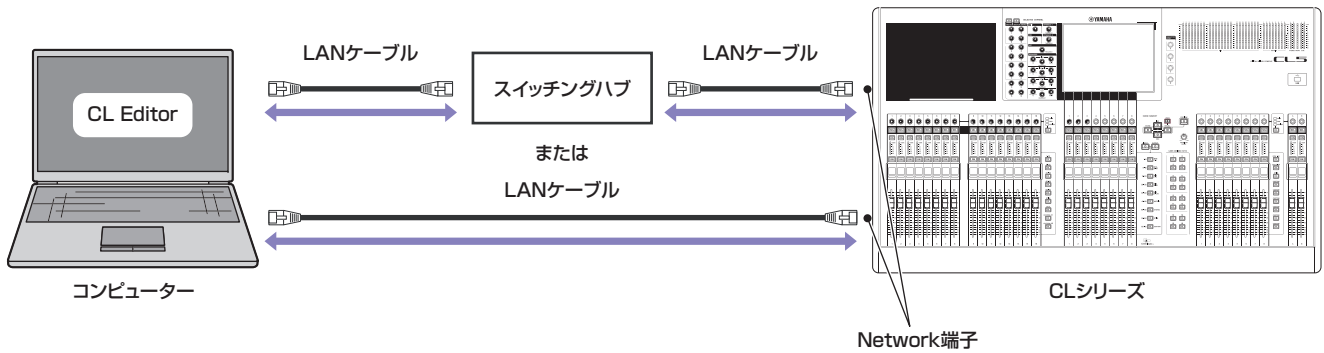 LANケーブル
LANケーブル
YAMAHA
CL Editor
スイッチングハブ
または
LANケーブル
コンピューター
CLシリーズ
Network端子